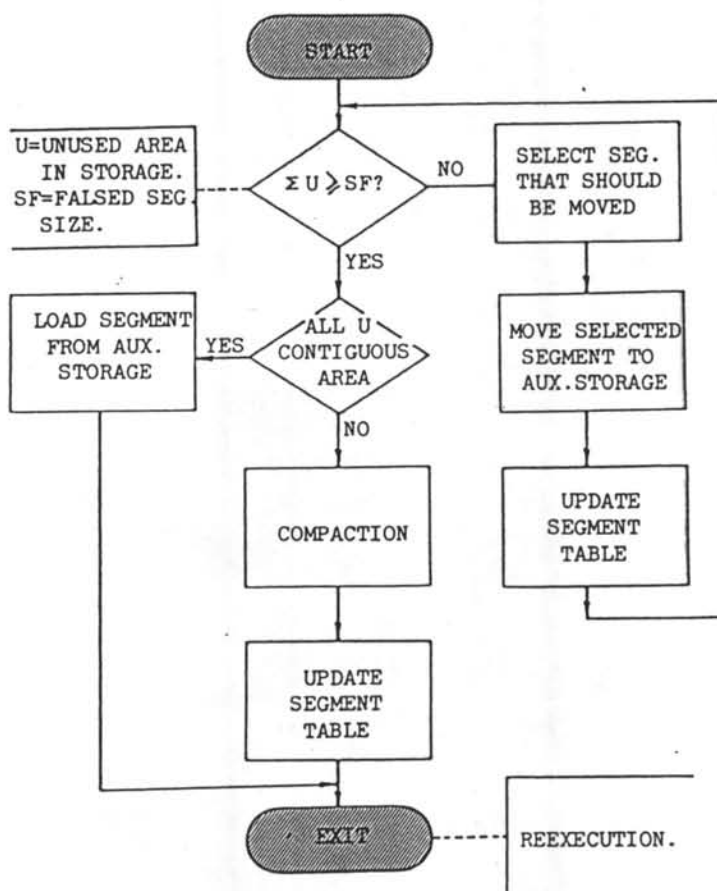 START
U=UNUSED AREA
IN STORAGE.
SF=FALSED SEG
SIZE.
Σ U ⩾ SF?
NO
SELECT SEG.
THAT SHOULD
BE MOVED
YES
LOAD SEGMENT
FROM AUX.
STORAGE
YES
ALL U
CONTIGUOUS
AREA
MOVE SELECTED
SEGMENT TO
AUX.STORAGE
NO
COMPACTION
UPDATE
SEGMENT
TABLE
UPDATE
SEGMENT
TABLE
EXIT
REEXECUTION.